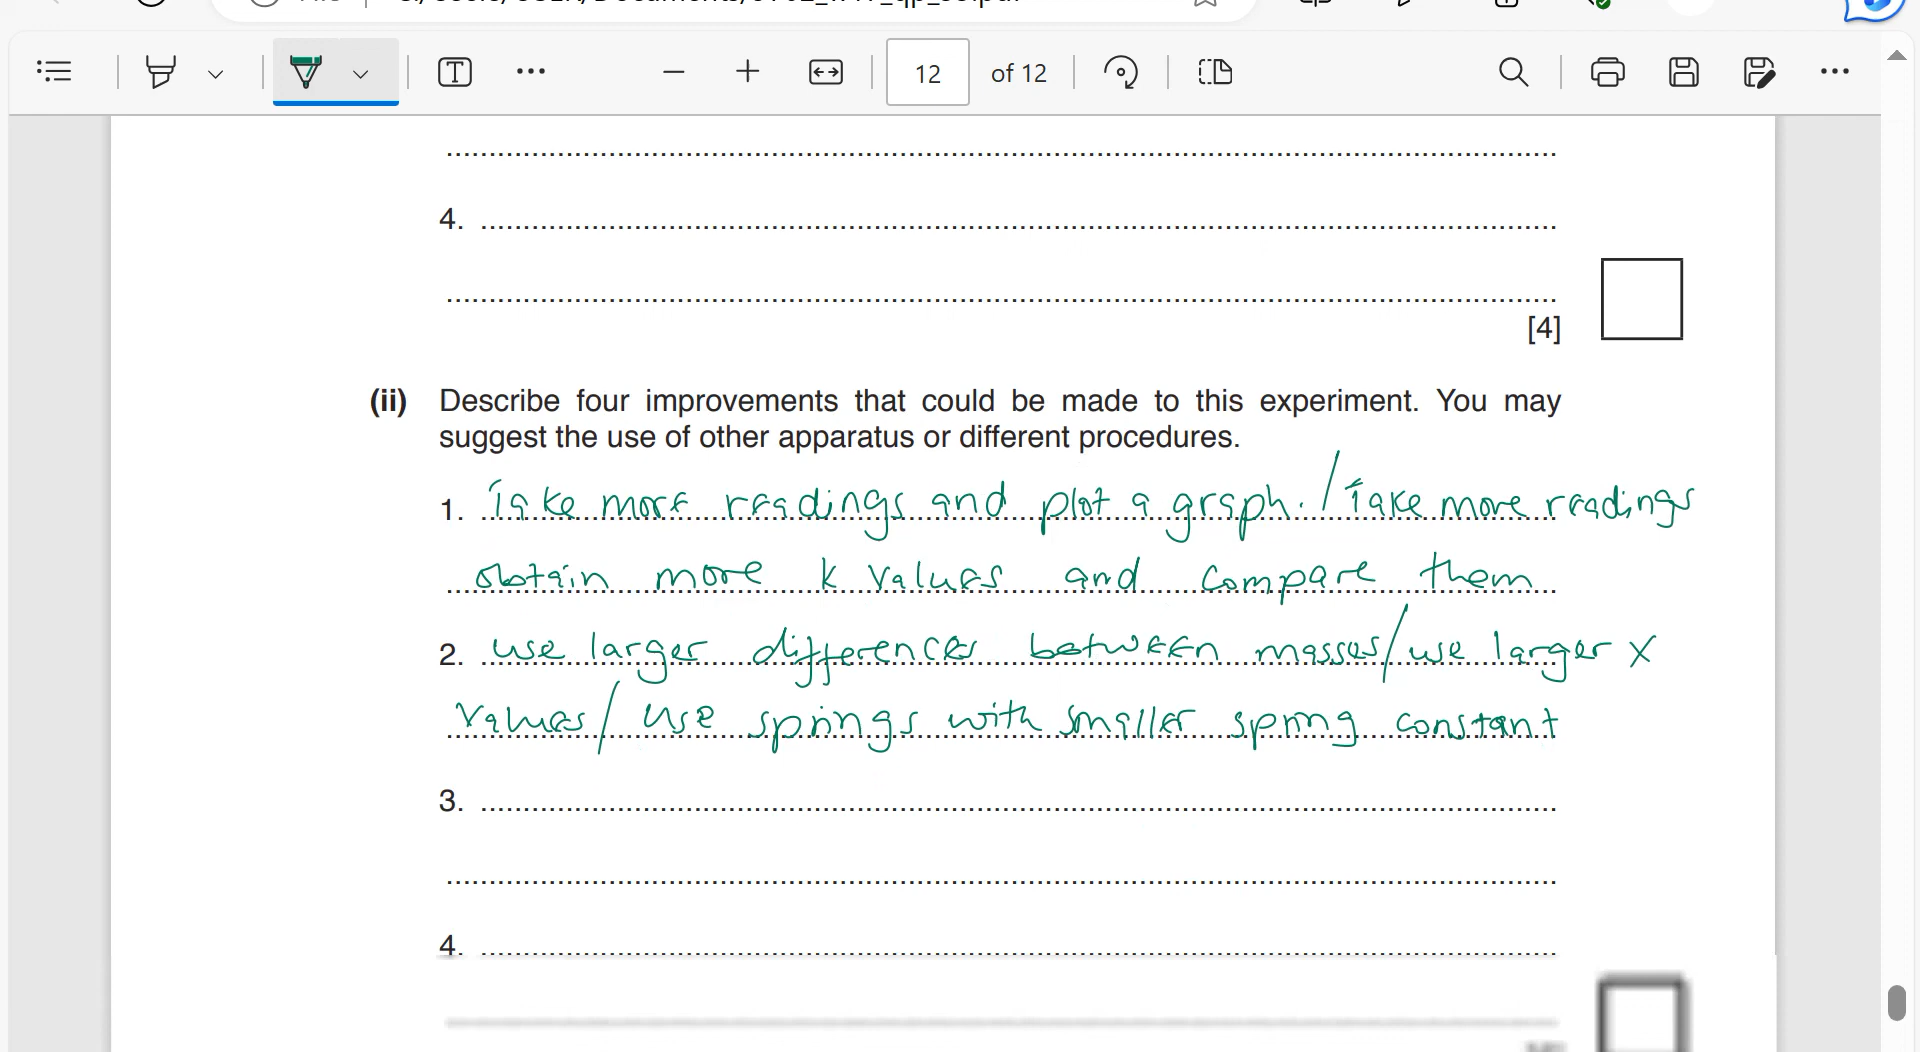 12 of 12
4.
[4]
(ii) Describe four improvements that could be made to this experiment. You may
suggest the use of other apparatus or different procedures.
1. Take more readings and plot a graph. / Take more readings
obtain more k values and compare them
2. use larger differences between masses / use larger x
values / use springs with smaller spring constant
3.
4.